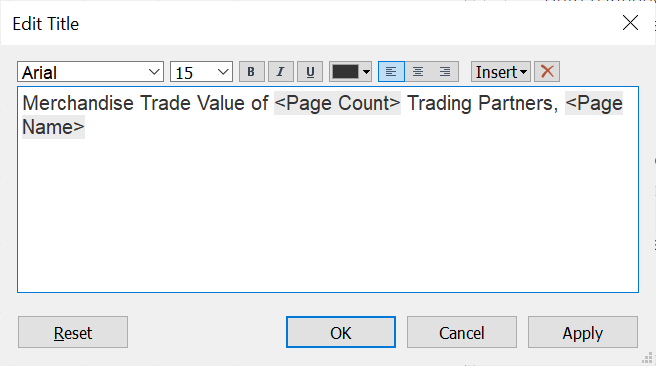 Edit Title
Arial 15 B I U Insert
Merchandise Trade Value of <Page Count> Trading Partners, <Page
Name>
Reset OK Cancel Apply